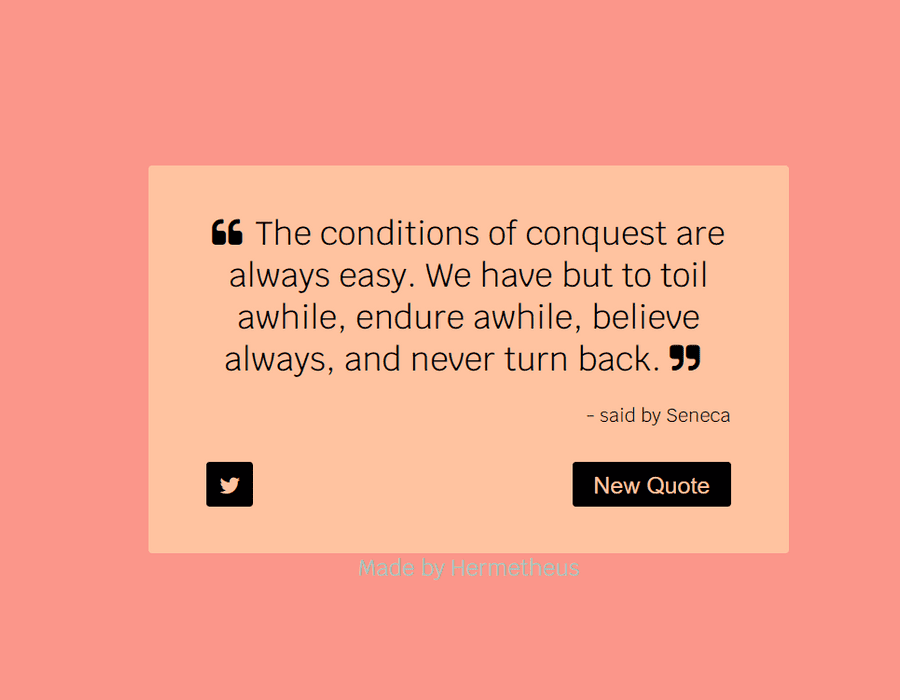 ❝ The conditions of conquest are
always easy. We have but to toil
awhile, endure awhile, believe
always, and never turn back. ❞
- said by Seneca
New Quote
Made by Hermetheus